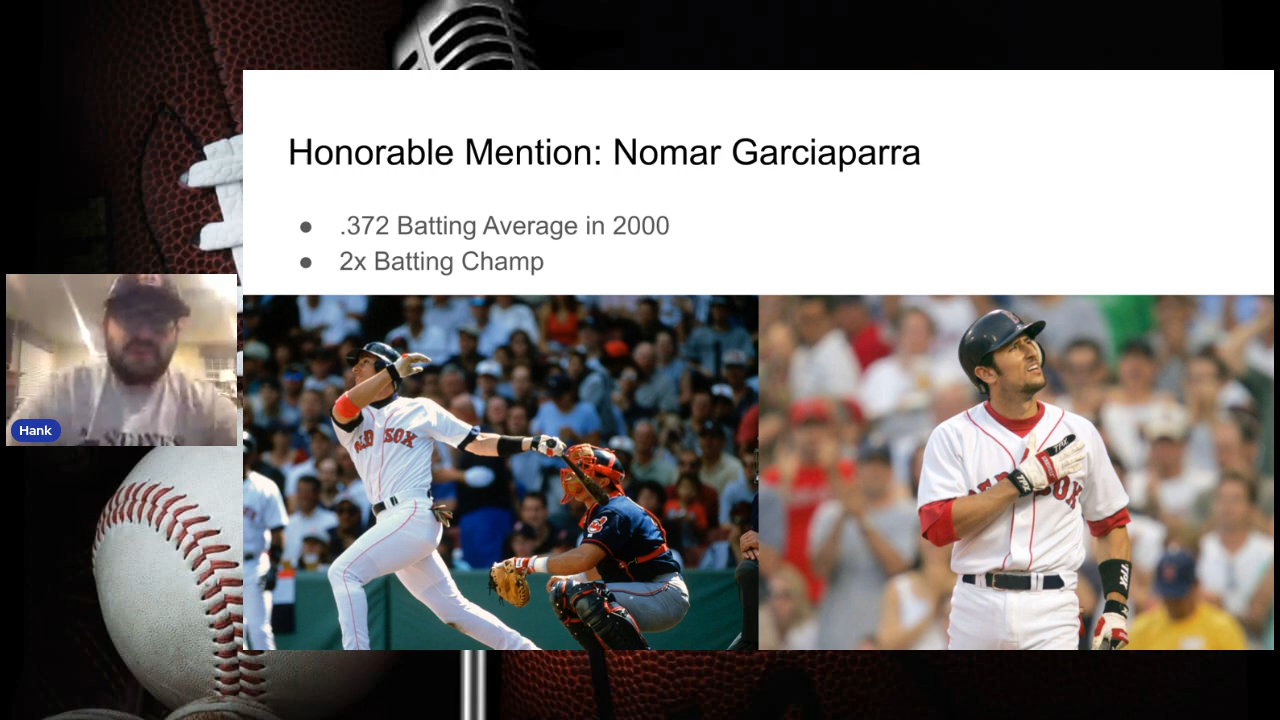 Honorable Mention: Nomar Garciaparra
● .372 Batting Average in 2000
● 2x Batting Champ
Hank
RED SOX
RED SOX